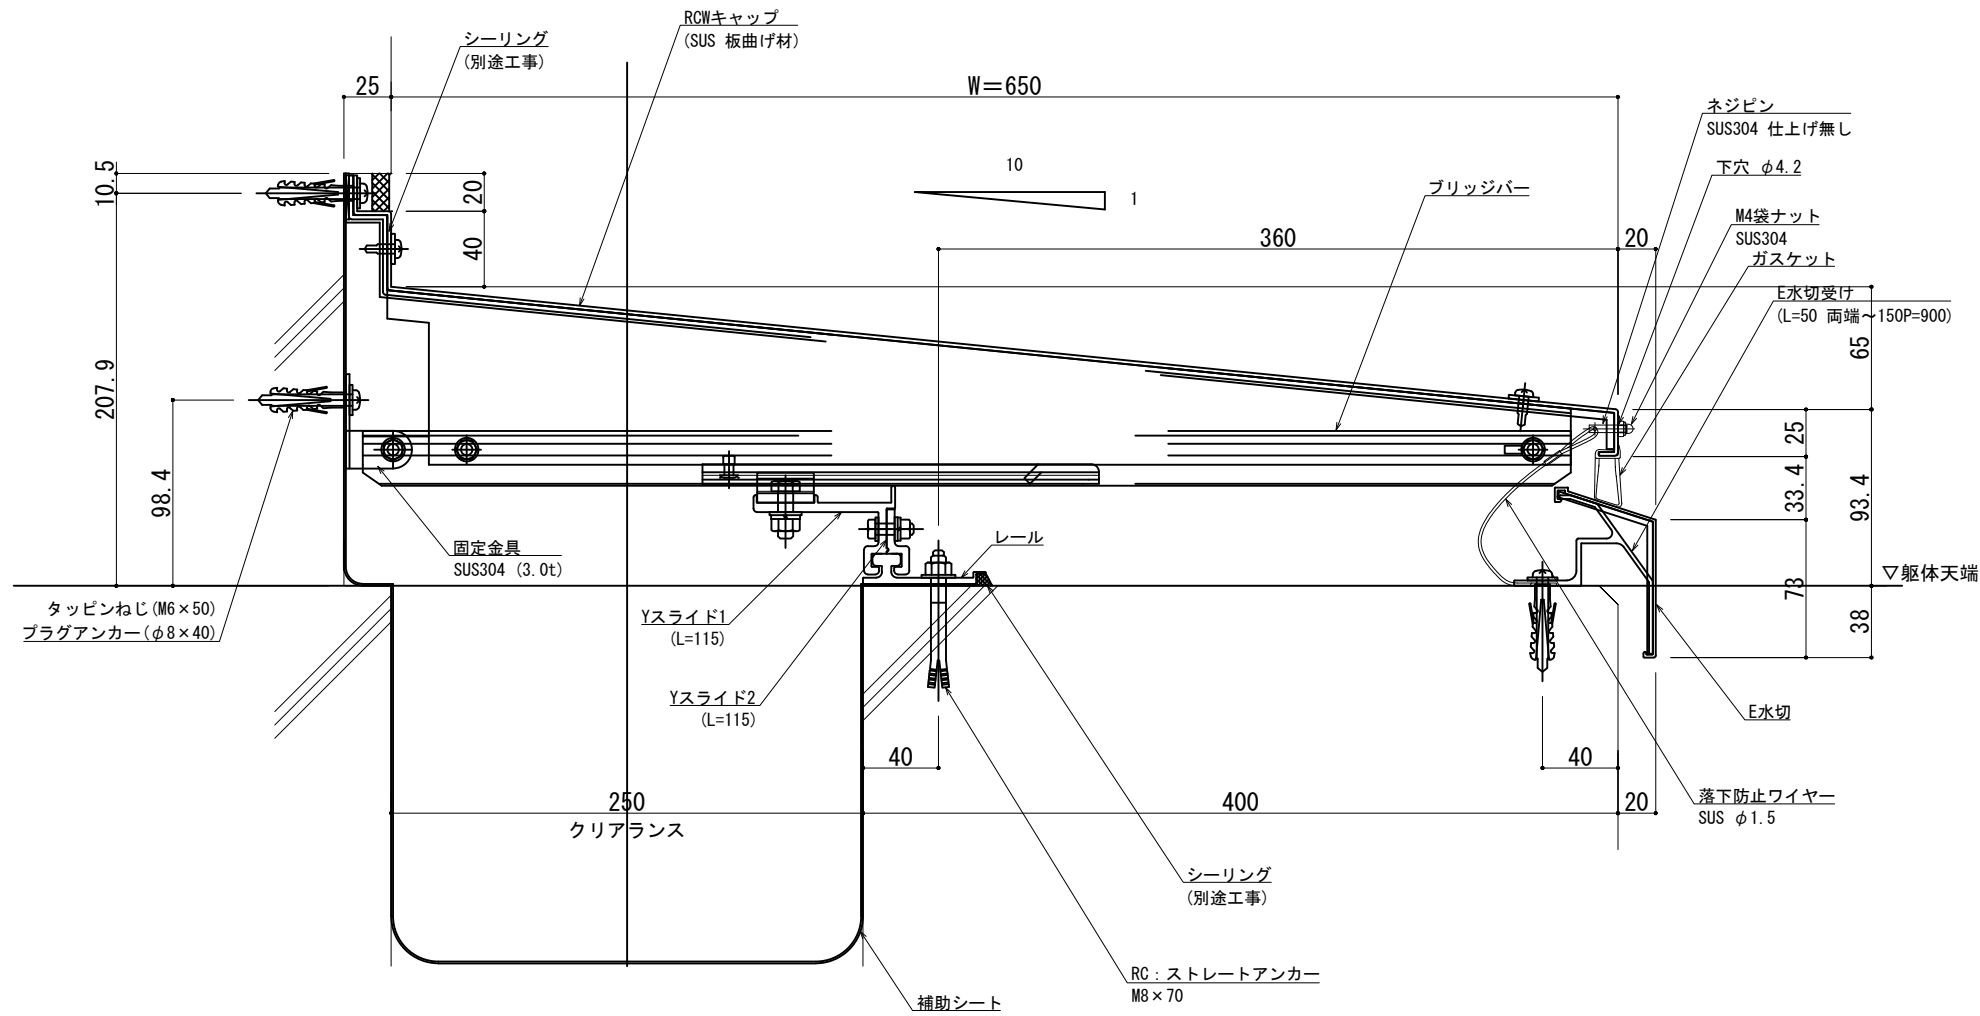 RCWキャップ
(SUS 板曲げ材)
シーリング
(別途工事)
25
W＝650
ネジピン
SUS304 仕上げ無し
下穴 φ4.2
10
1
10.5
20
ブリッジバー
M4袋ナット
SUS304
360
20
40
ガスケット
E水切受け
(L=50 両端～150P=900)
65
207.9
25
98.4
33.4
93.4
固定金具
SUS304 (3.0t)
レール
▽躯体天端
タッピンねじ(M6×50)
プラグアンカー(φ8×40)
Yスライド1
(L=115)
73
38
Yスライド2
(L=115)
E水切
40
40
250
クリアランス
400
20
落下防止ワイヤー
SUS φ1.5
シーリング
(別途工事)
RC：ストレートアンカー
M8×70
補助シート